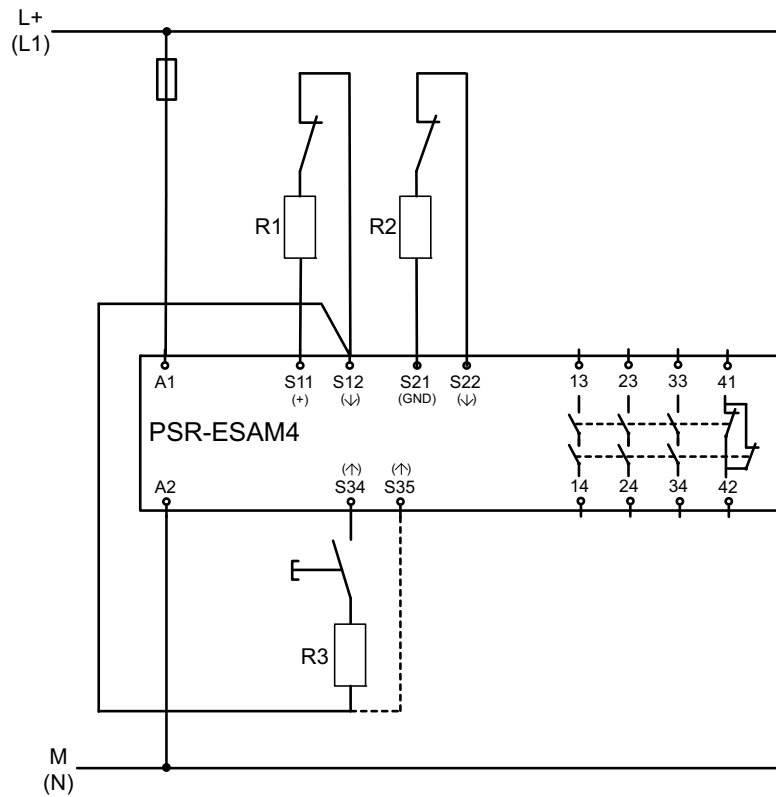 L+
(L1)
R1
R2
A1
S11
(+)
S12
(↓)
S21
(GND)
S22
(↓)
13
23
33
41
PSR-ESAM4
A2
(↑)
S34
(↑)
S35
14
24
34
42
R3
M
(N)